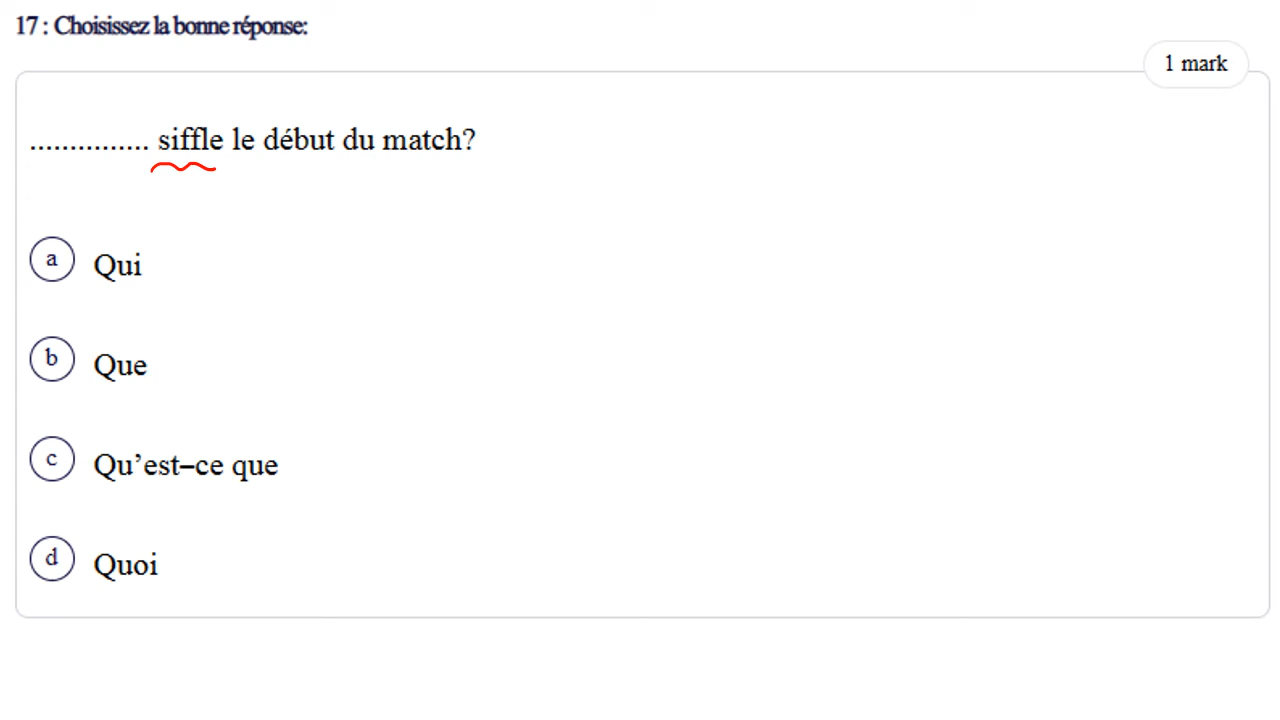 17 : Choisissez la bonne réponse:
1 mark
............... siffle le début du match?
a Qui
b Que
c Qu’est–ce que
d Quoi